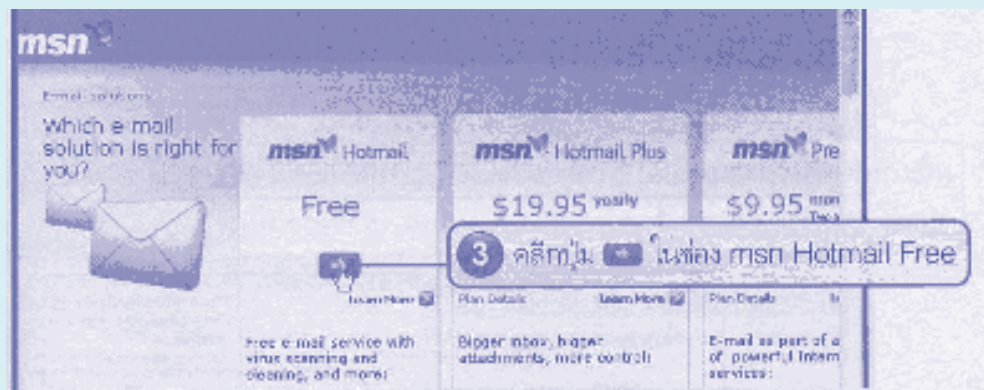 msn
E-mail solutions
Which e-mail
solution is right for
you?
msn Hotmail
Free
Learn More
Free e-mail service with
virus scanning and
cleaning, and more:
msn Hotmail Plus
$19.95 yearly
Plan Details Learn More
Bigger inbox, bigger
attachments, more control:
msn Pre
$9.95
Plan Details
E-mail as part of a
of powerful Intern
services:
3 คลิกปุ่ม ในช่อง msn Hotmail Free